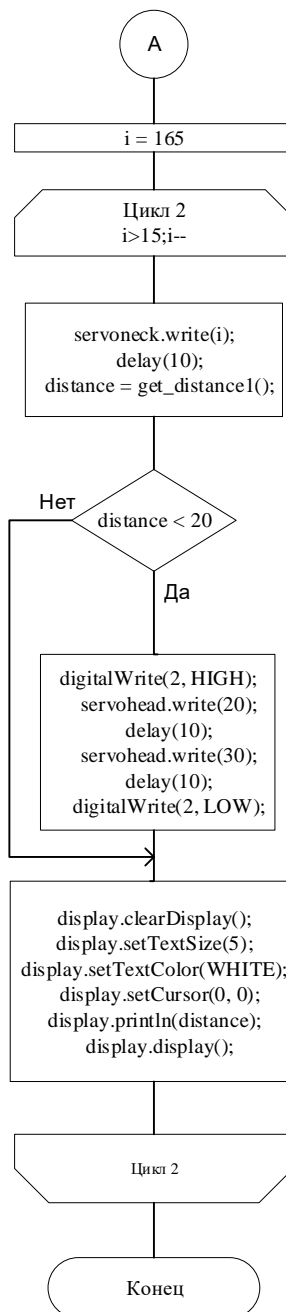 А
i = 165
Цикл 2
i>15;i--
servoneck.write(i);
delay(10);
distance = get_distance1();
Нет
distance < 20
Да
digitalWrite(2, HIGH);
servohead.write(20);
delay(10);
servohead.write(30);
delay(10);
digitalWrite(2, LOW);
display.clearDisplay();
display.setTextSize(5);
display.setTextColor(WHITE);
display.setCursor(0, 0);
display.println(distance);
display.display();
Цикл 2
Конец